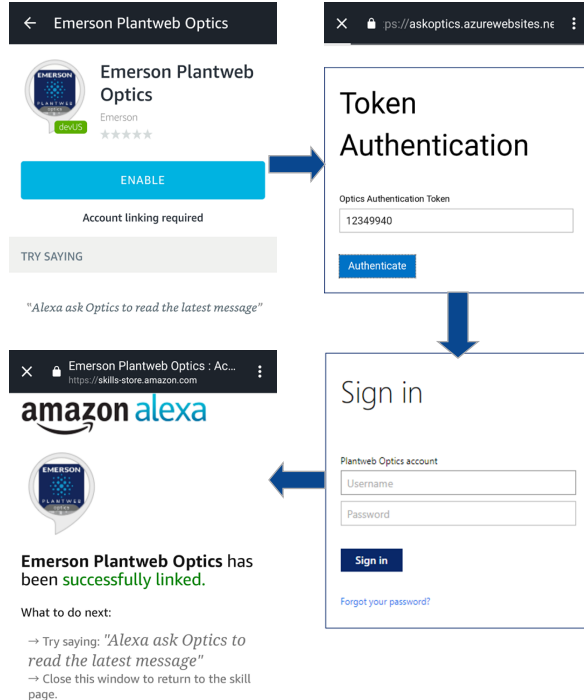 Emerson Plantweb Optics
EMERSON
PLANTWEB
optics
devUS
Emerson Plantweb
Optics
Emerson
ENABLE
Account linking required
TRY SAYING
"Alexa ask Optics to read the latest message"
:ps://askoptics.azurewebsites.ne
Token
Authentication
Optics Authentication Token
12349940
Authenticate
Sign in
Plantweb Optics account
Username
Password
Sign in
Forgot your password?
Emerson Plantweb Optics : Ac...
https://skills-store.amazon.com
amazon alexa
EMERSON
PLANTWEB
optics
Emerson Plantweb Optics has
been successfully linked.
What to do next:
→ Try saying: "Alexa ask Optics to
read the latest message"
→ Close this window to return to the skill
page.